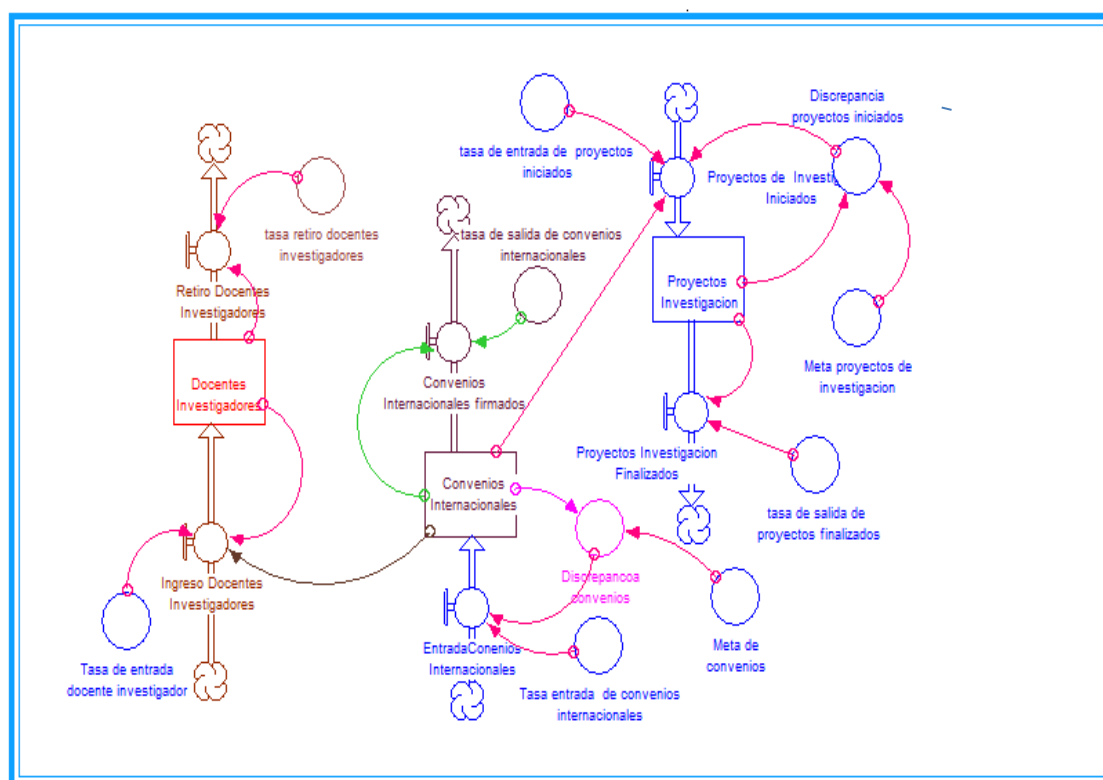 Discrepancia
proyectos iniciados
tasa de entrada de proyectos
iniciados
Proyectos de Investig
Iniciados
tasa retiro docentes
investigadores
tasa de salida de convenios
internacionales
Retiro Docentes
Investigadores
Proyectos
Investigacion
Meta proyectos de
investigacion
Docentes
Investigadores
Convenios
Internacionales firmados
Proyectos Investigacion
Finalizados
Convenios
Internacionales
tasa de salida de
proyectos finalizados
Ingreso Docentes
Investigadores
Discrepancoa
convenios
Meta de
convenios
EntradaConenios
Internacionales
Tasa de entrada
docente investigador
Tasa entrada de convenios
internacionales